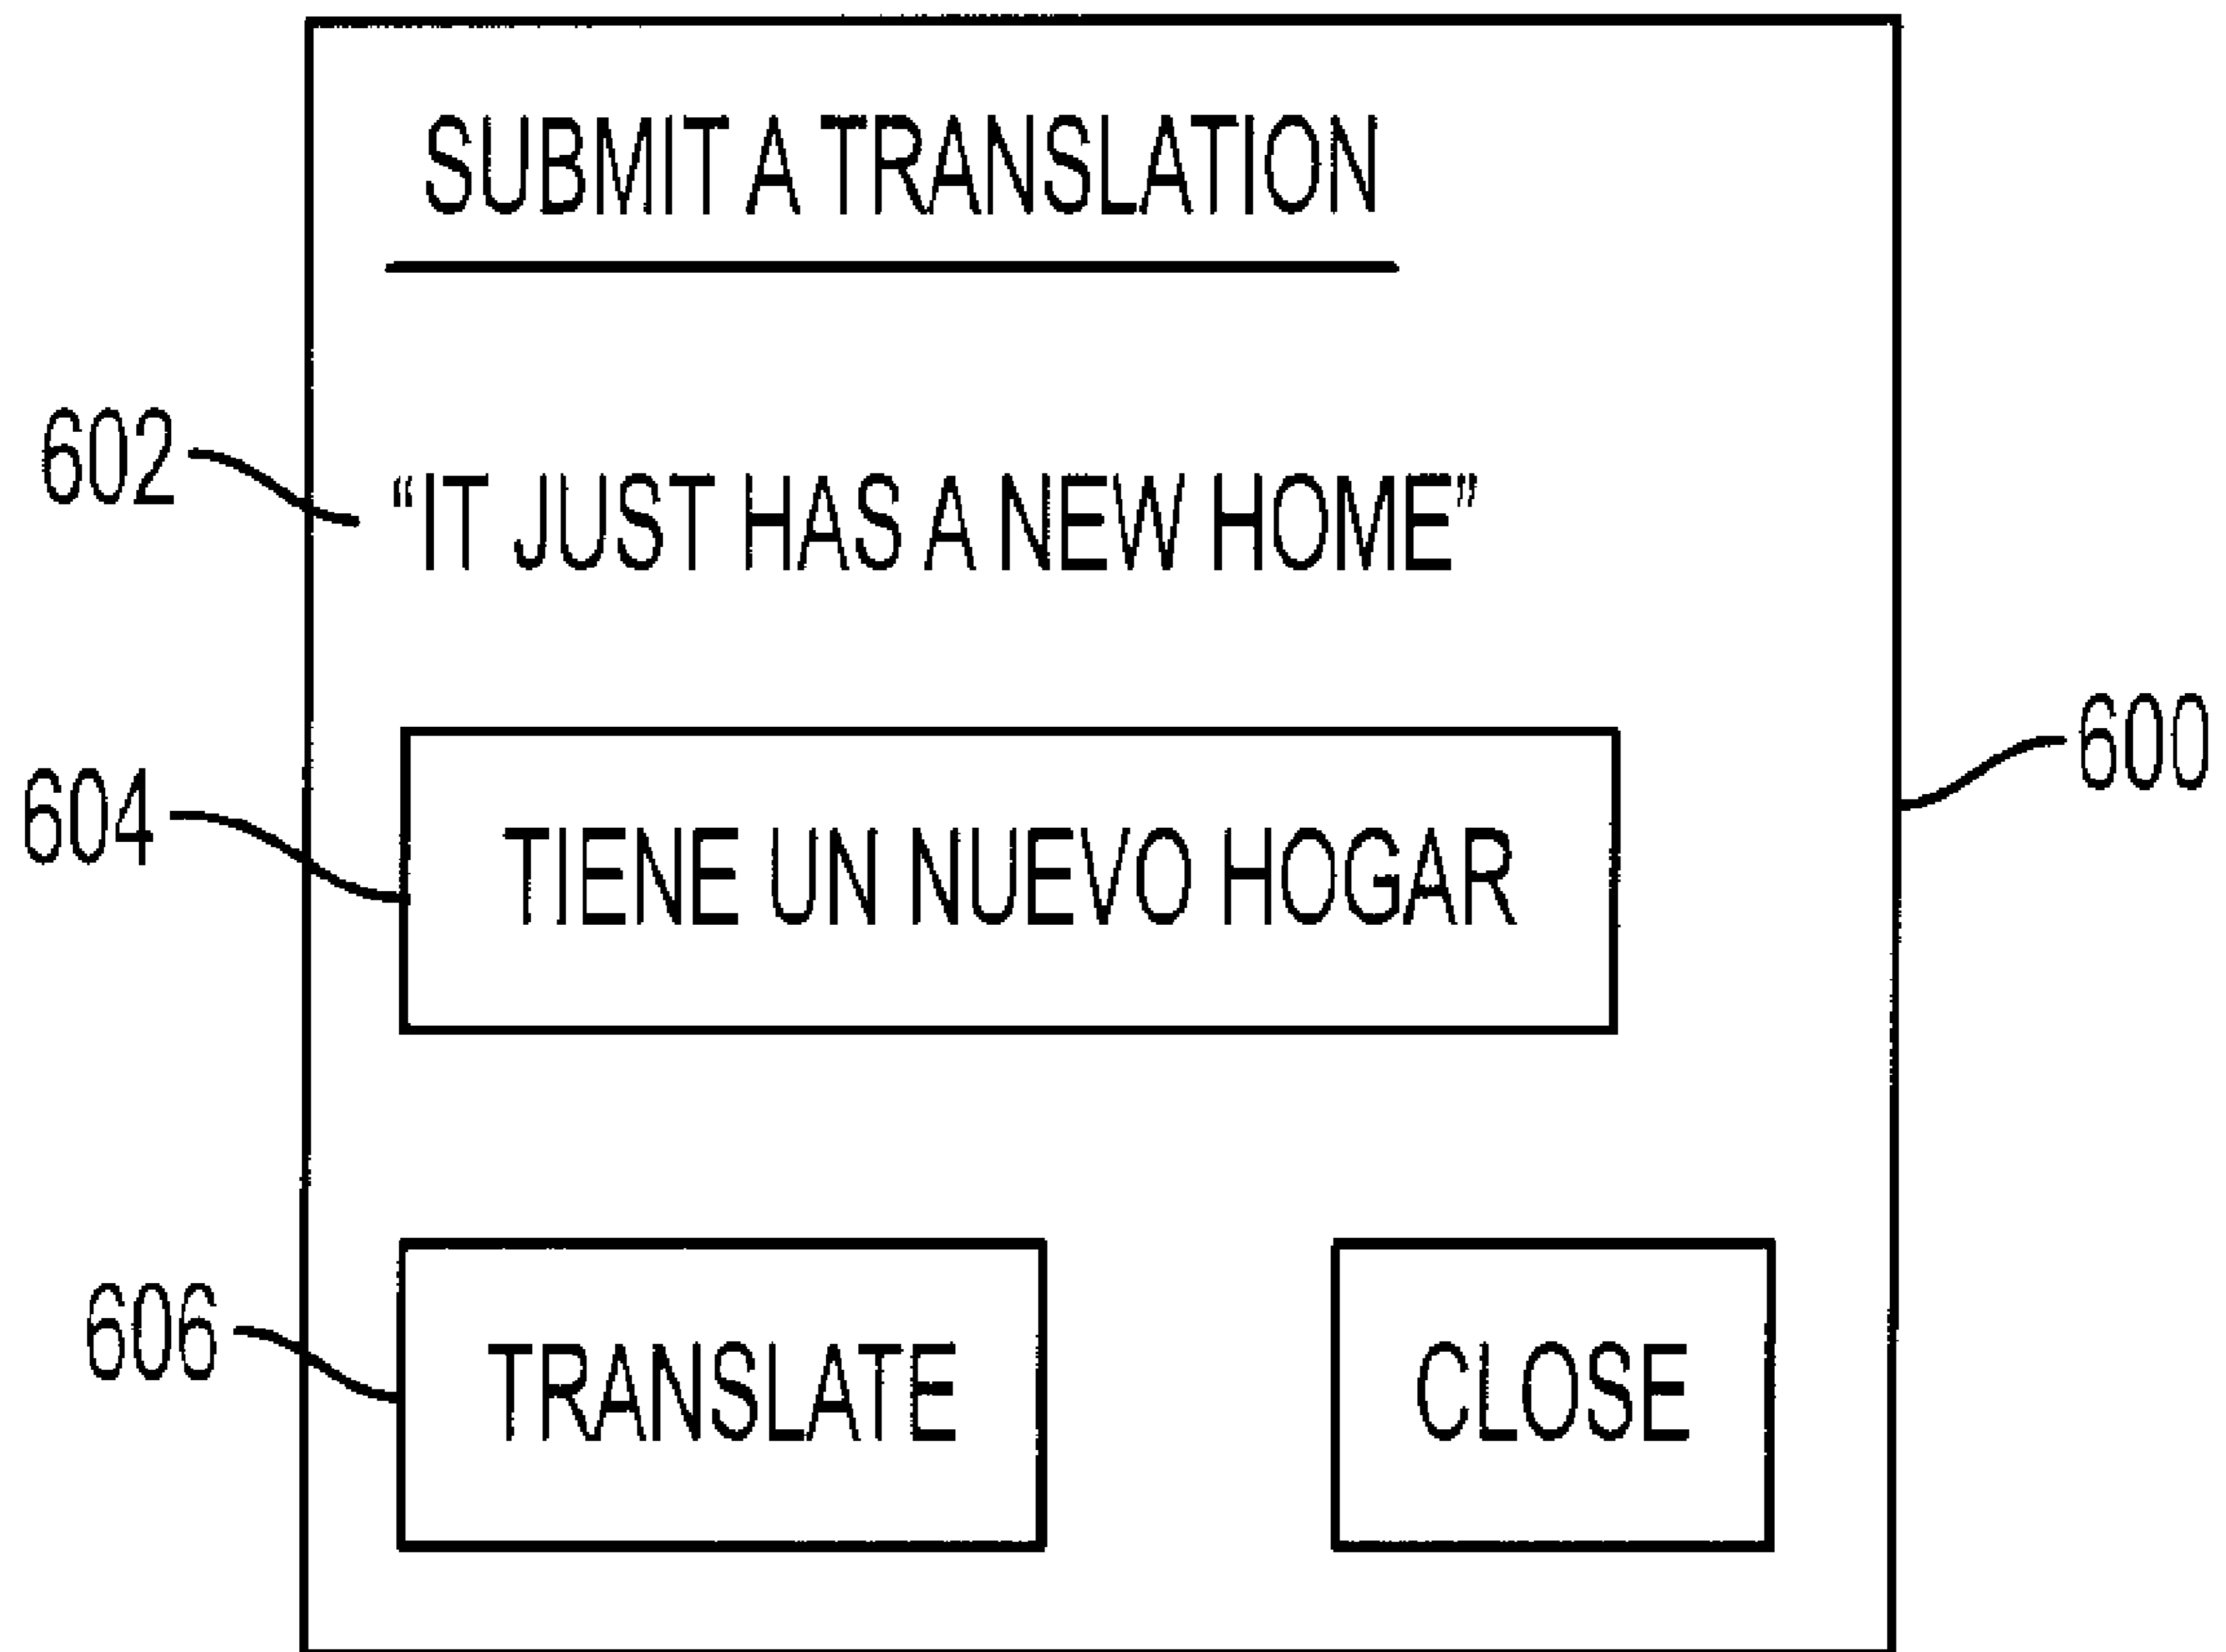 SUBMIT A TRANSLATION
602
“IT JUST HAS A NEW HOME”
600
604
TIENE UN NUEVO HOGAR
606
TRANSLATE
CLOSE